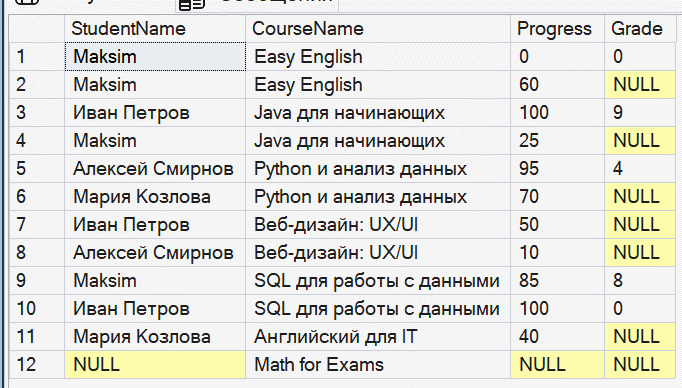 StudentName CourseName Progress Grade
1 Maksim Easy English 0 0
2 Maksim Easy English 60 NULL
3 Иван Петров Java для начинающих 100 9
4 Maksim Java для начинающих 25 NULL
5 Алексей Смирнов Python и анализ данных 95 4
6 Мария Козлова Python и анализ данных 70 NULL
7 Иван Петров Веб-дизайн: UX/UI 50 NULL
8 Алексей Смирнов Веб-дизайн: UX/UI 10 NULL
9 Maksim SQL для работы с данными 85 8
10 Иван Петров SQL для работы с данными 100 0
11 Мария Козлова Английский для IT 40 NULL
12 NULL Math for Exams NULL NULL